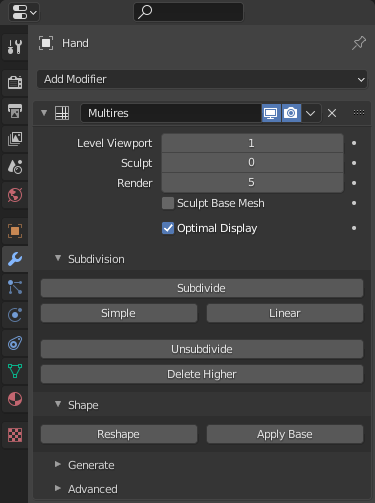 Hand
Add Modifier
Multires
Level Viewport 1
Sculpt 0
Render 5
Sculpt Base Mesh
Optimal Display
Subdivision
Subdivide
Simple Linear
Unsubdivide
Delete Higher
Shape
Reshape Apply Base
Generate
Advanced